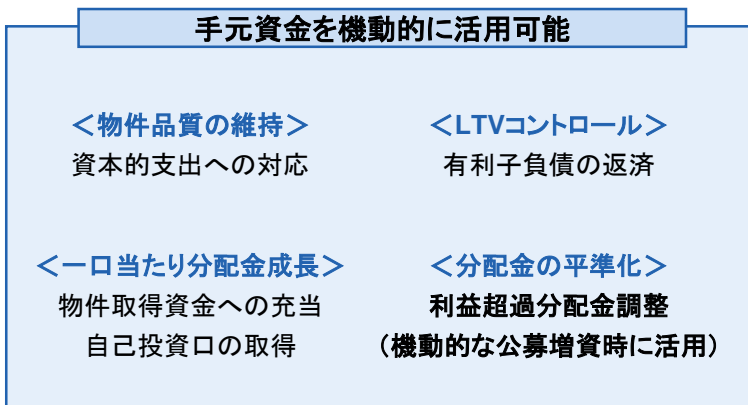 手元資金を機動的に活用可能
＜物件品質の維持＞
資本的支出への対応
＜LTVコントロール＞
有利子負債の返済
＜一口当たり分配金成長＞
物件取得資金への充当
自己投資口の取得
＜分配金の平準化＞
利益超過分配金調整
（機動的な公募増資時に活用）